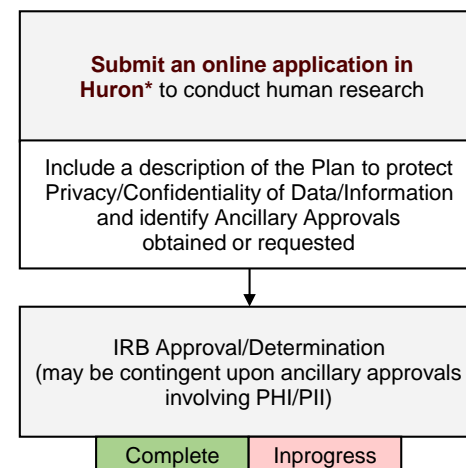 Submit an online application in
Huron* to conduct human research
Include a description of the Plan to protect
Privacy/Confidentiality of Data/Information
and identify Ancillary Approvals
obtained or requested
IRB Approval/Determination
(may be contingent upon ancillary approvals
involving PHI/PII)
Complete
Inprogress